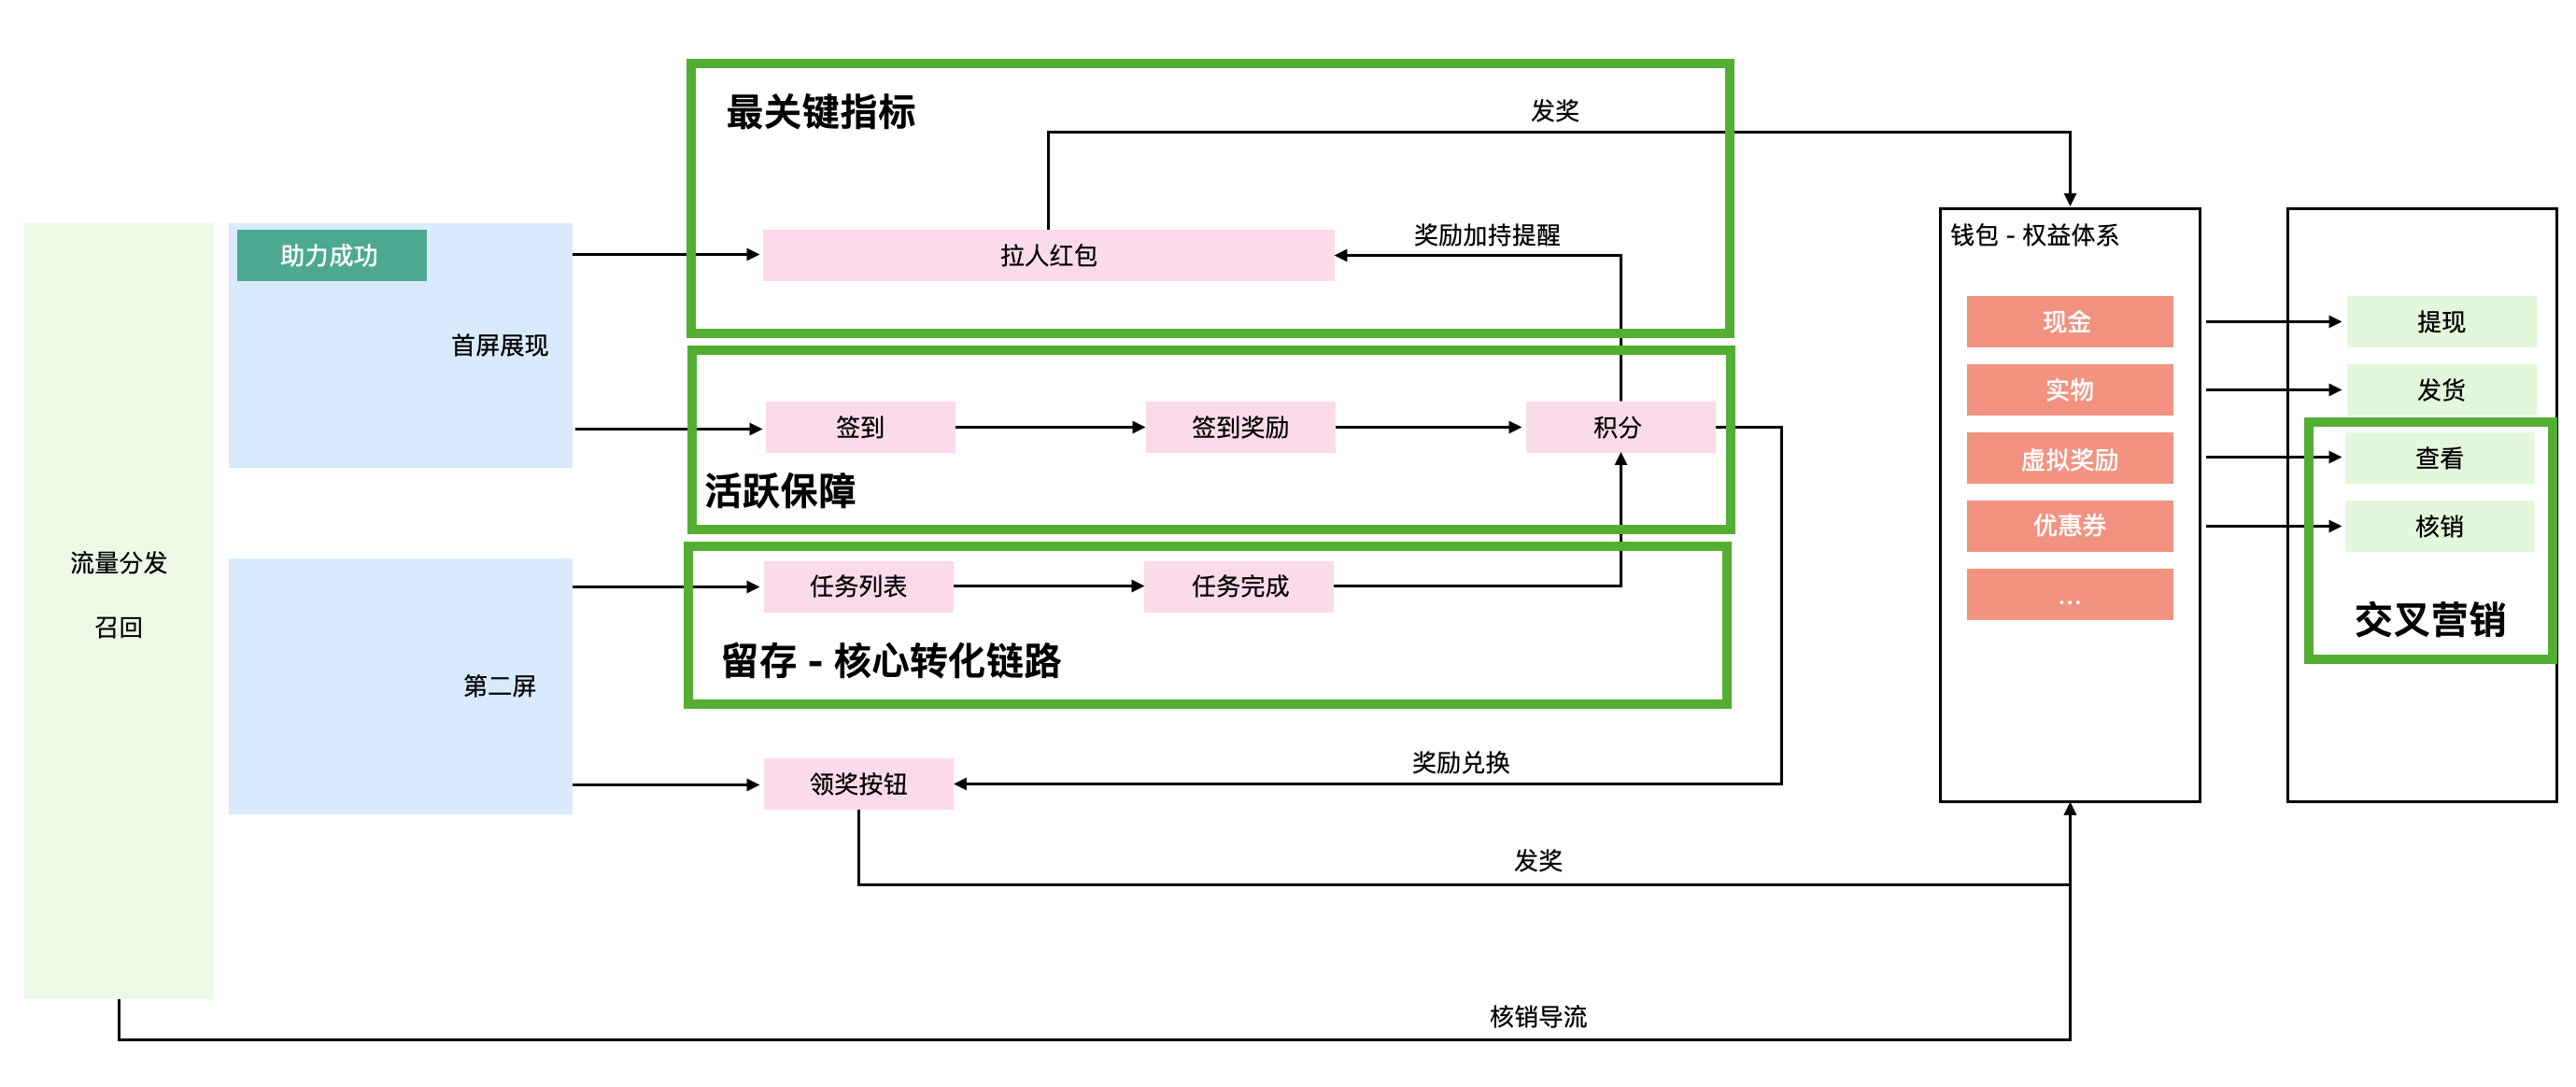 最关键指标
发奖
助力成功
拉人红包
奖励加持提醒
首屏展现
签到
签到奖励
积分
活跃保障
流量分发
召回
任务列表
任务完成
留存 - 核心转化链路
第二屏
领奖按钮
奖励兑换
发奖
核销导流
钱包 - 权益体系
现金
实物
虚拟奖励
优惠券
...
提现
发货
查看
核销
交叉营销